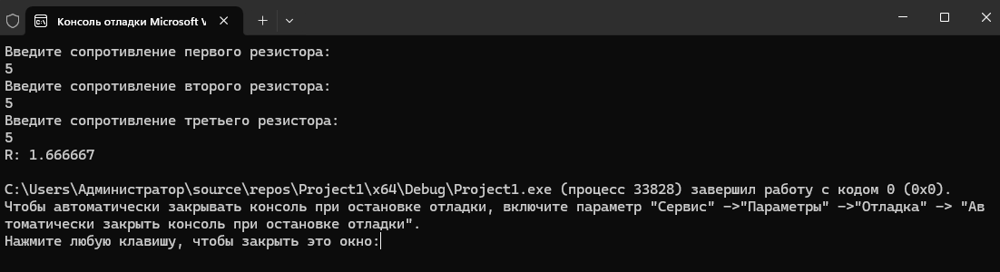 Консоль отладки Microsoft V
Введите сопротивление первого резистора:
5
Введите сопротивление второго резистора:
5
Введите сопротивление третьего резистора:
5
R: 1.666667
C:\Users\Администратор\source\repos\Project1\x64\Debug\Project1.exe (процесс 33828) завершил работу с кодом 0 (0x0).
Чтобы автоматически закрывать консоль при остановке отладки, включите параметр "Сервис" ->"Параметры" ->"Отладка" -> "Ав
томатически закрыть консоль при остановке отладки".
Нажмите любую клавишу, чтобы закрыть это окно: